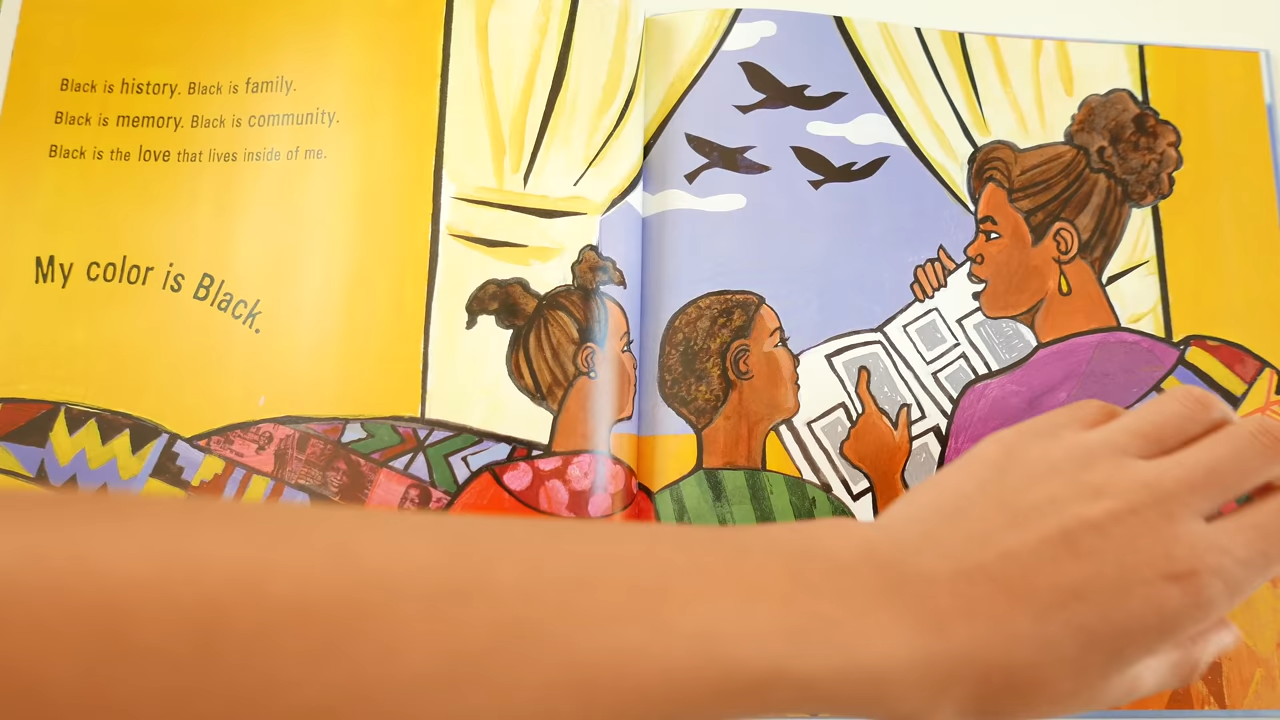 Black is history. Black is family.
Black is memory. Black is community.
Black is the love that lives inside of me.
My color is Black.